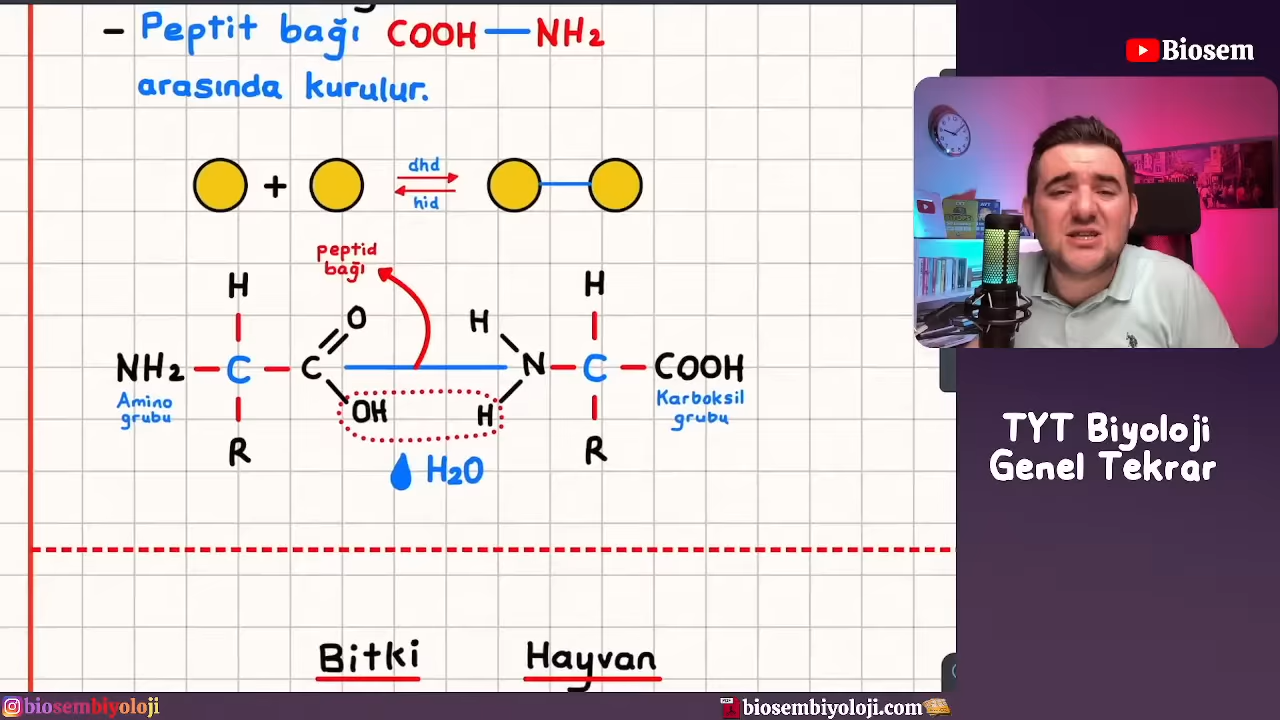 - Peptit bağı COOH — NH2
arasında kurulur.
+ dhd
hid
peptid
bağı
H
O
H
H
NH2 - C - C
N - C - COOH
Amino
grubu
OH
H
Karboksil
grubu
R
R
H2O
Bitki
Hayvan
Biosem
TYT Biyoloji
Genel Tekrar
biosembiyoloji
biosembiyoloji.com